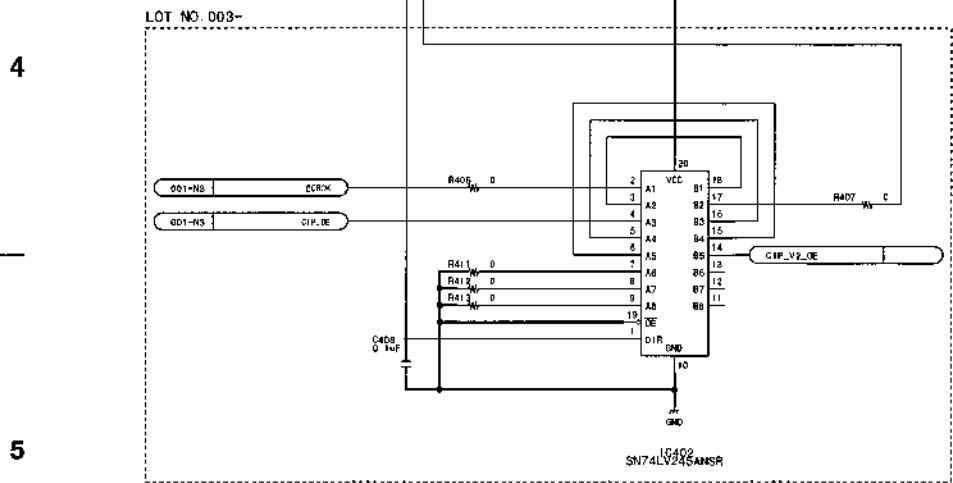 LOT NO. 003~
4
20
VCC
R406 0
2 A1 B1 18
001-N3
3 A2 B2 17
R407 0
4 A3 B3 16
001-N3 CIP_OE
5 A4 B4 15
6 A5 B5 14
CIP_V2_OE
R411 0
7 A6 B6 13
R412 0
8 A7 B7 12
R413 0
9 A8 B8 11
19 OE
1 DIR
C408
0.1uF
GND
10
GND
5
IC402
SN74LV245ANSR